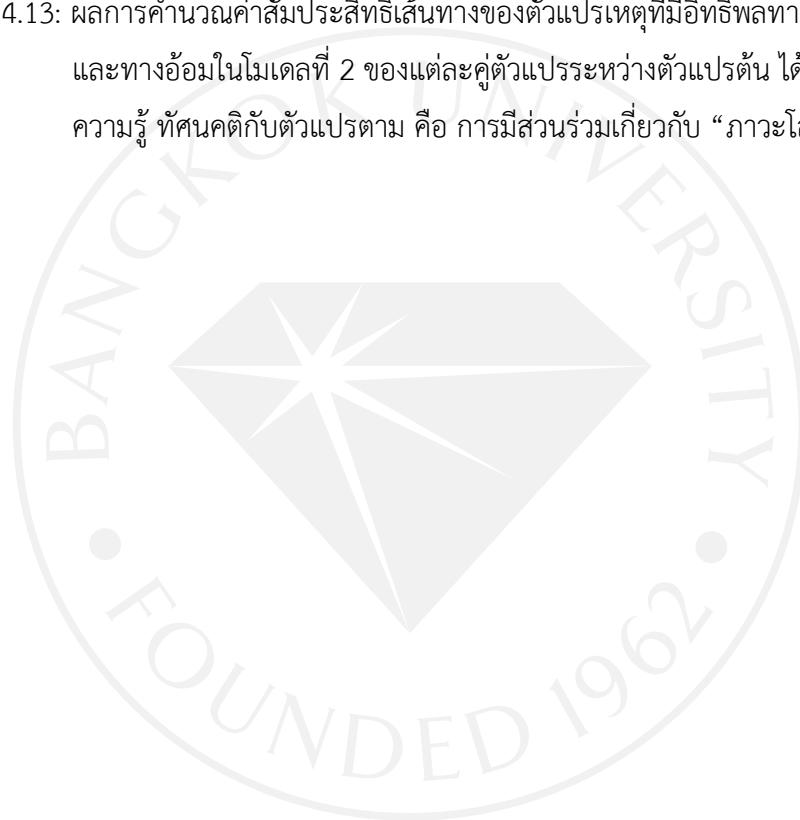 4.13: ผลการคำนวณค่าสัมประสิทธิ์เส้นทางของตัวแปรเหตุที่มีอิทธิพลทา
และทางอ้อมในโมเดลที่ 2 ของแต่ละคู่ตัวแปรระหว่างตัวแปรต้น ได้
ความรู้ ทัศนคติกับตัวแปรตาม คือ การมีส่วนร่วมเกี่ยวกับ “ภาวะโล
BANGKOK UNIVERSITY
FOUNDED 1962